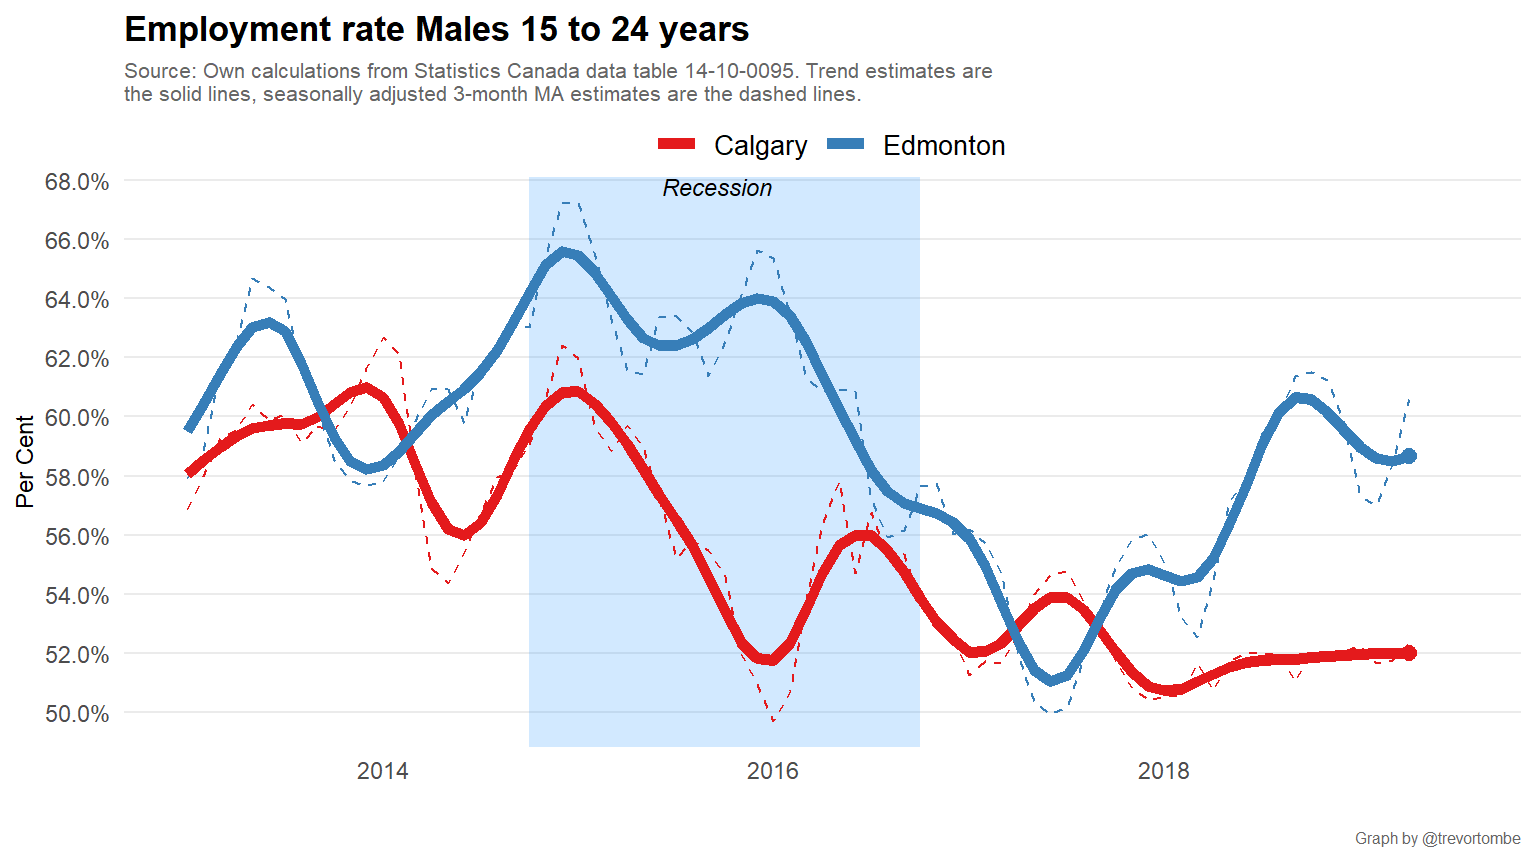 Employment rate Males 15 to 24 years
Source: Own calculations from Statistics Canada data table 14-10-0095. Trend estimates are
the solid lines, seasonally adjusted 3-month MA estimates are the dashed lines.
Calgary Edmonton
Recession
68.0%
66.0%
64.0%
62.0%
60.0%
58.0%
56.0%
54.0%
52.0%
50.0%
Per Cent
2014 2016 2018
Graph by @trevortombe